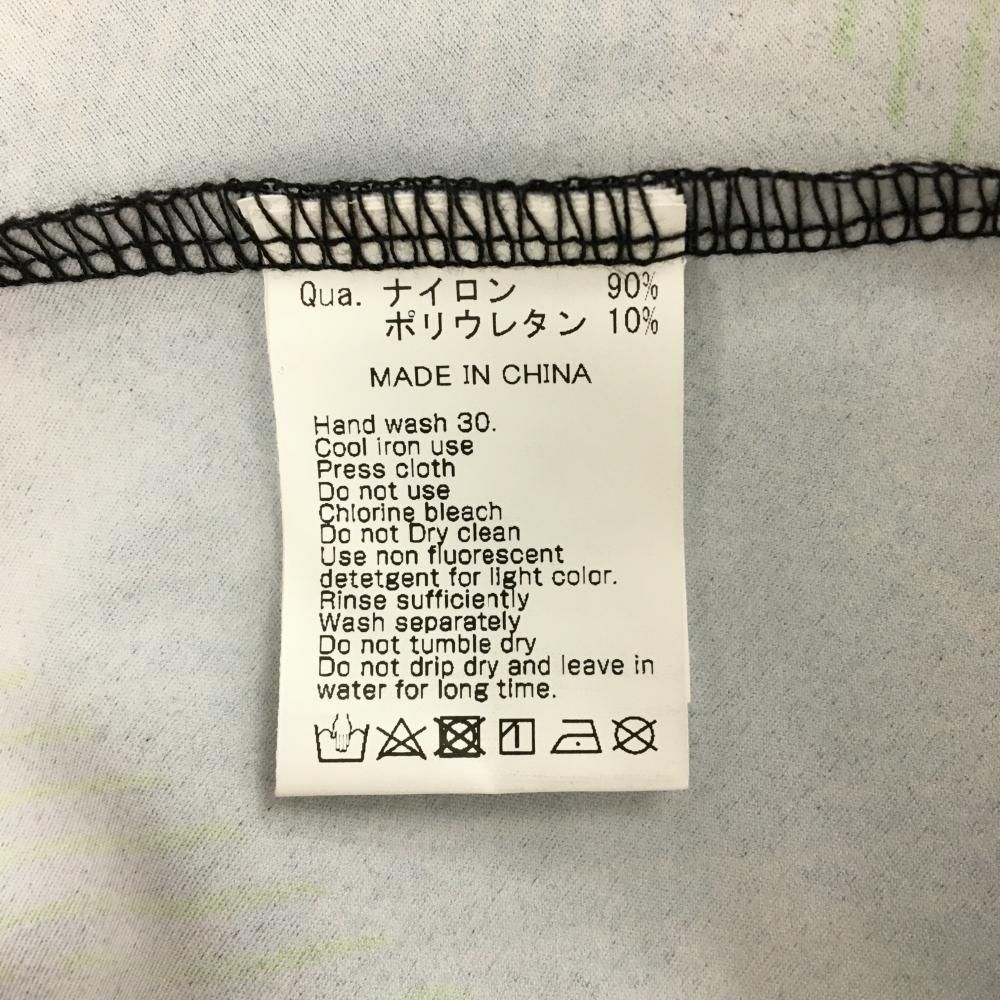 Qua. ナイロン 90%
ポリウレタン 10%
MADE IN CHINA
Hand wash 30.
Cool iron use
Press cloth
Do not use
Chlorine bleach
Do not Dry clean
Use non fluorescent
detetgent for light color.
Rinse sufficiently
Wash separately
Do not tumble dry
Do not drip dry and leave in
water for long time.